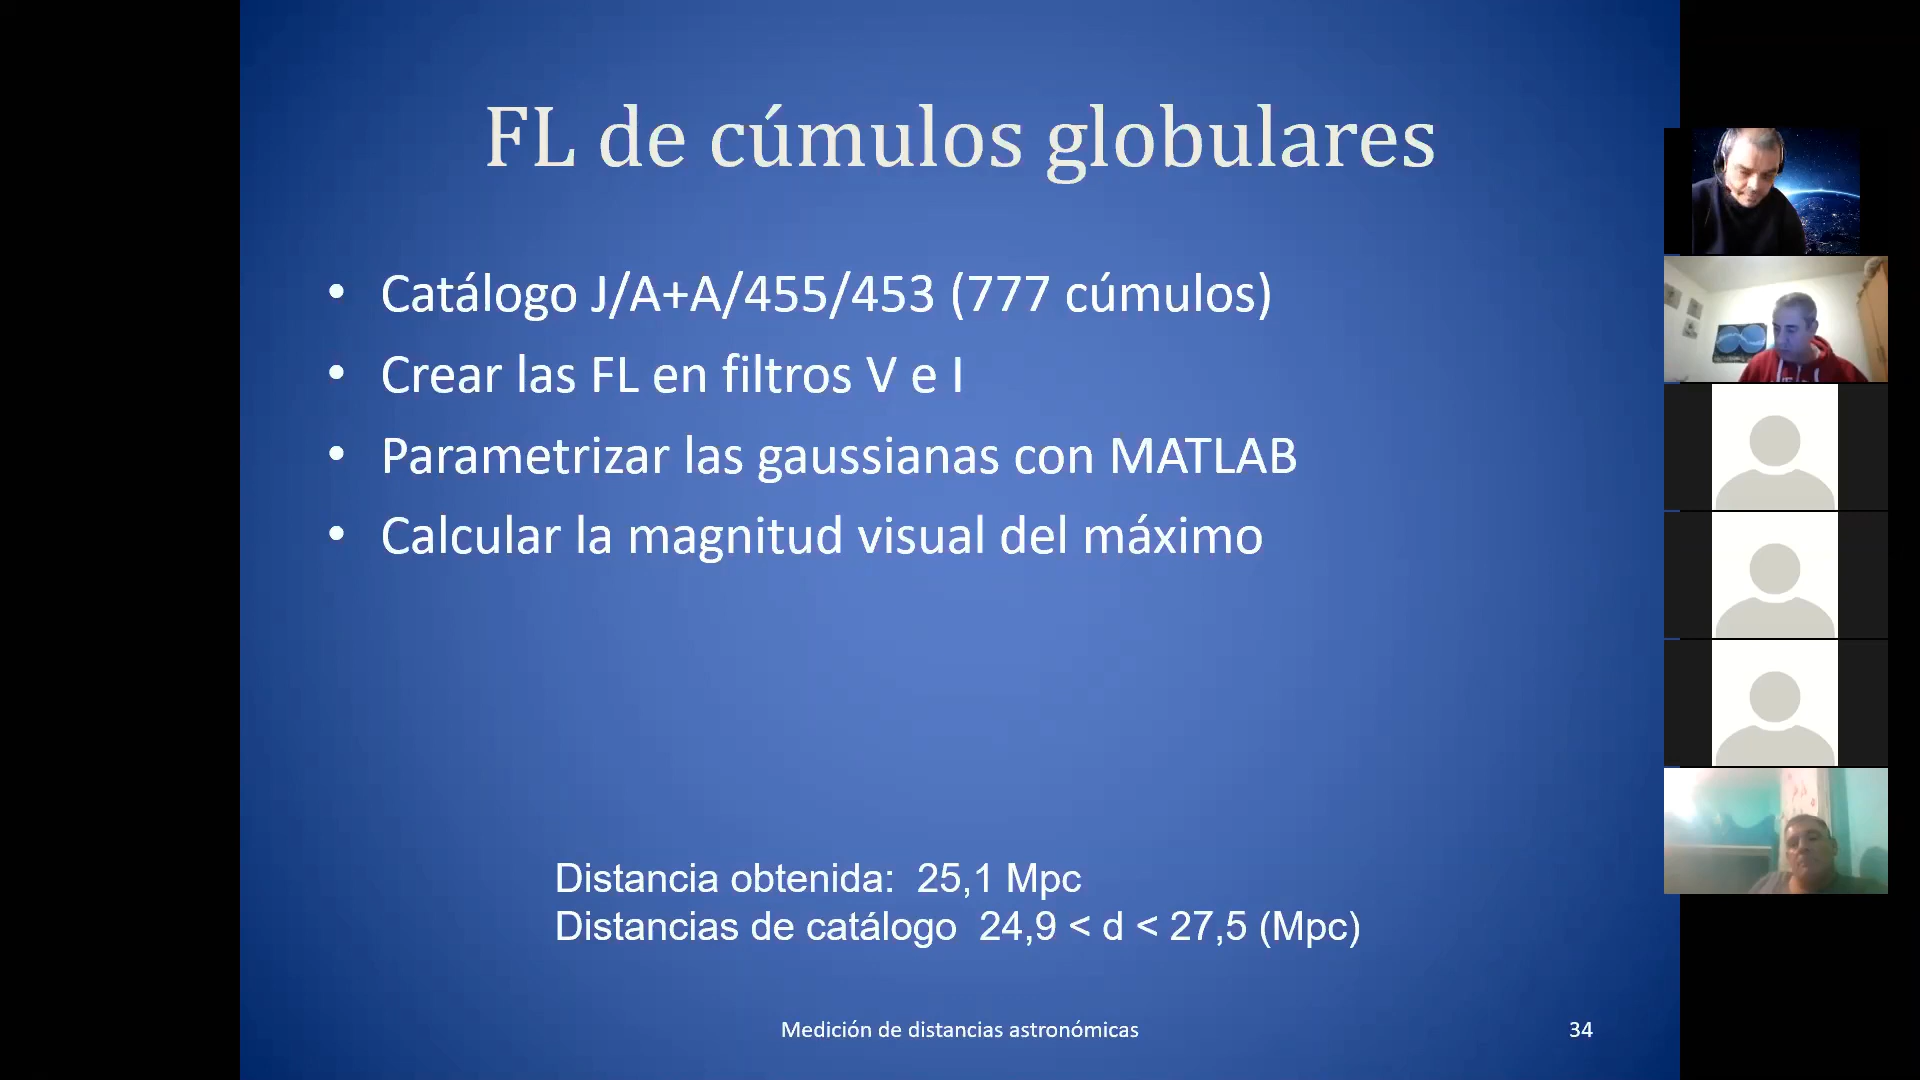 FL de cúmulos globulares
• Catálogo J/A+A/455/453 (777 cúmulos)
• Crear las FL en filtros V e I
• Parametrizar las gaussianas con MATLAB
• Calcular la magnitud visual del máximo
Distancia obtenida: 25,1 Mpc
Distancias de catálogo 24,9 < d < 27,5 (Mpc)
Medición de distancias astronómicas
34